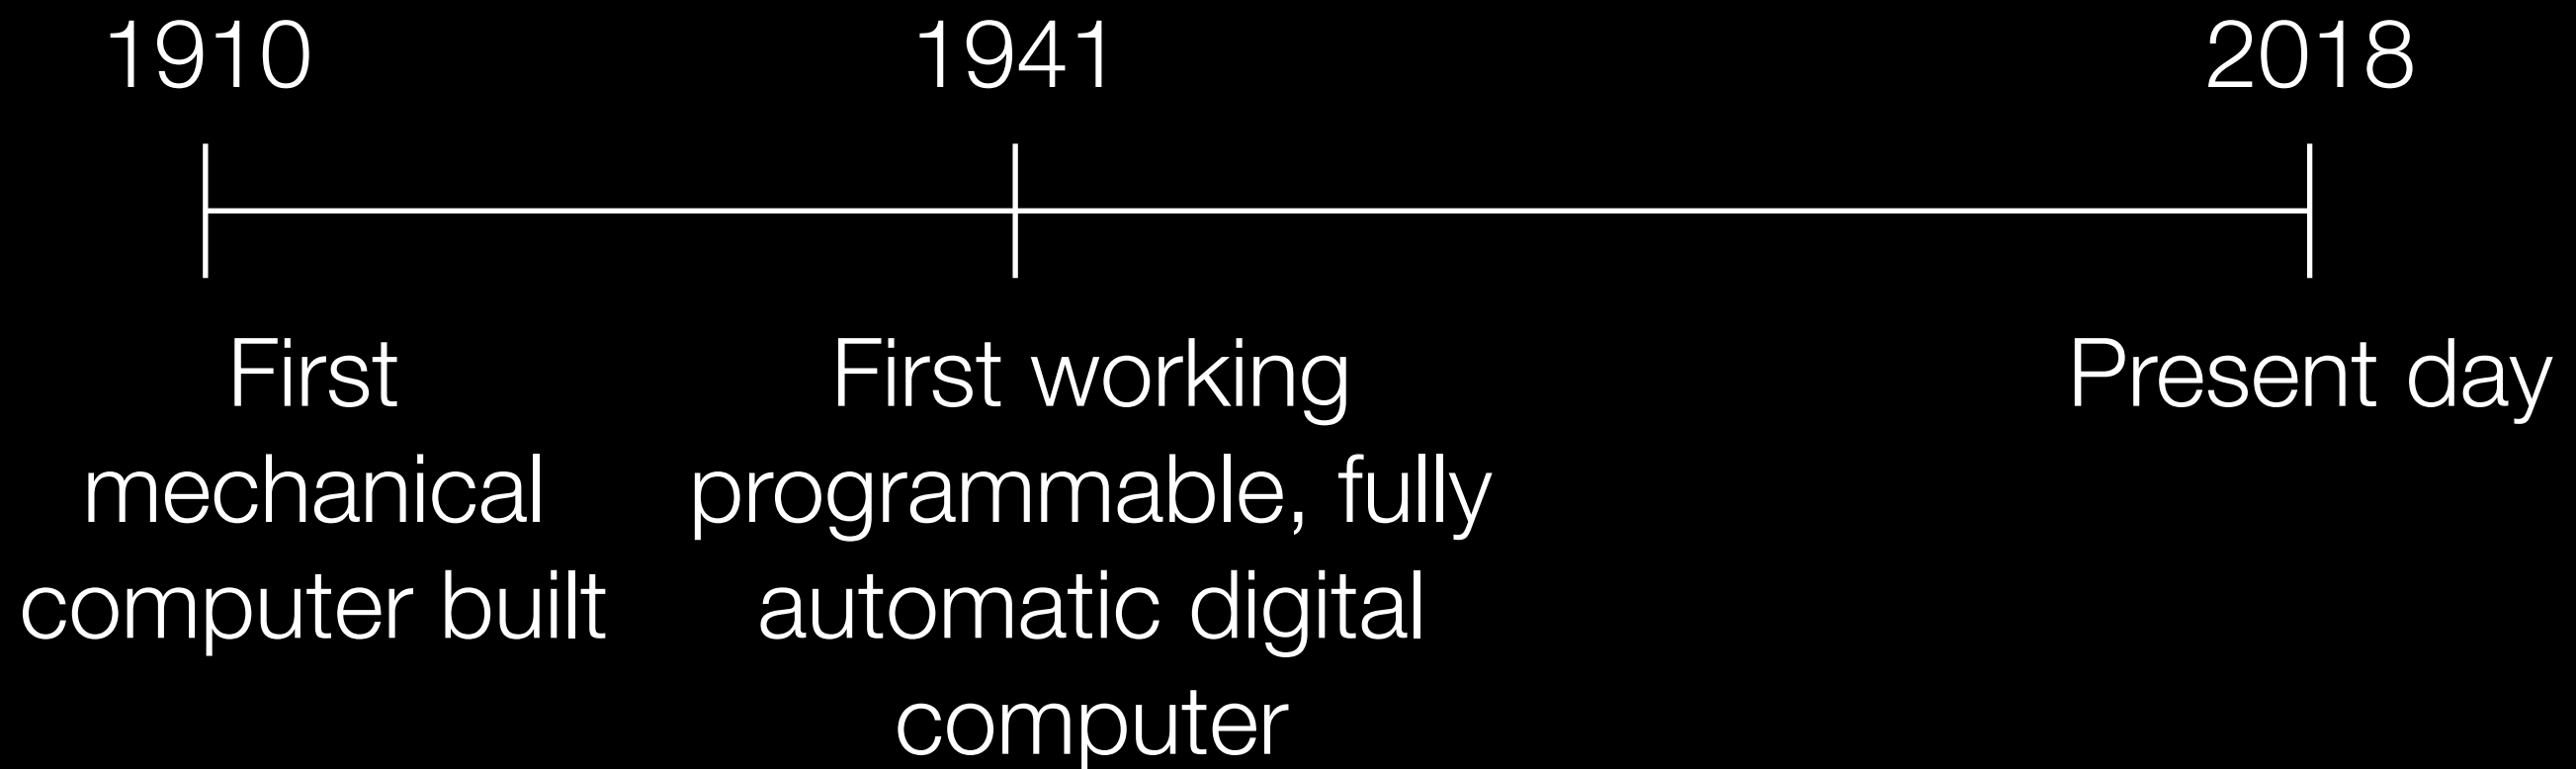 1910
1941
2018
First
mechanical
computer built
First working
programmable, fully
automatic digital
computer
Present day